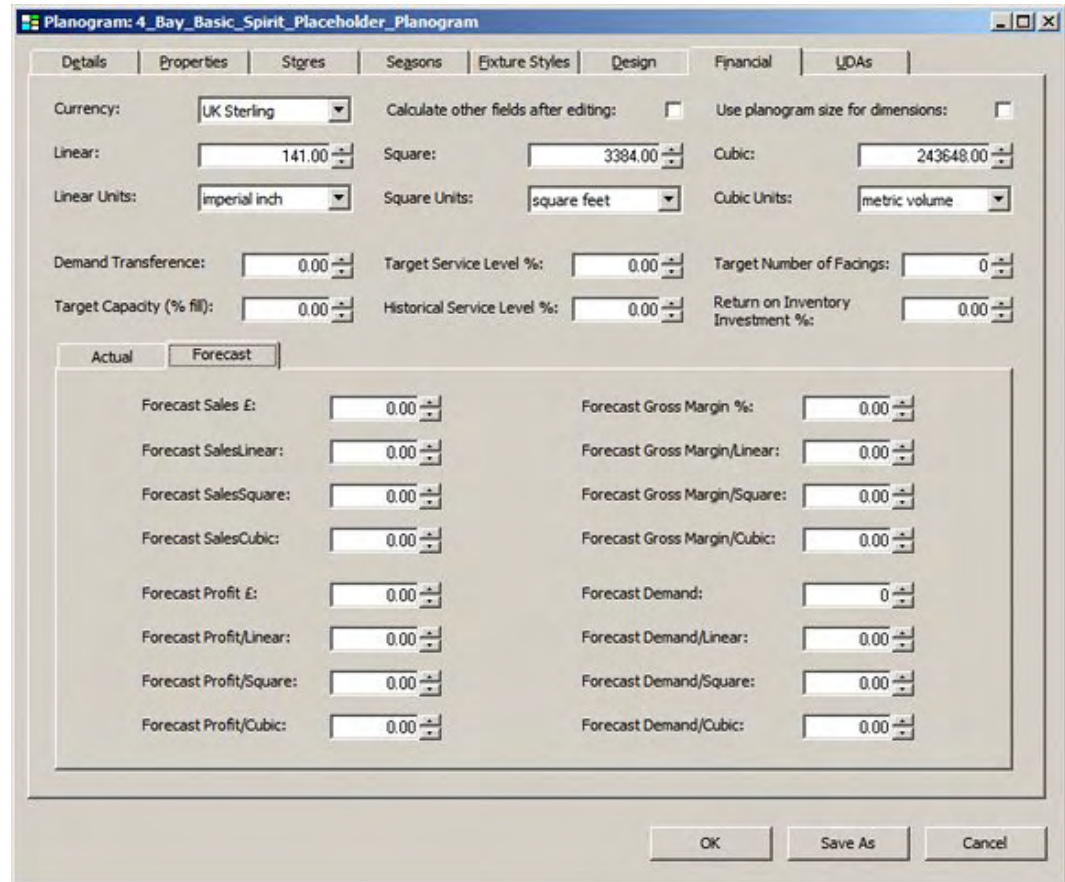 Planogram: 4_Bay_Basic_Spirit_Placeholder_Planogram
Details Properties Stores Seasons Fixture Styles Design Financial UDAs
Currency: UK Sterling Calculate other fields after editing: Use planogram size for dimensions:
Linear: 141.00 Square: 3384.00 Cubic: 243648.00
Linear Units: imperial inch Square Units: square feet Cubic Units: metric volume
Demand Transference: 0.00 Target Service Level %: 0.00 Target Number of Facings: 0
Target Capacity (% fill): 0.00 Historical Service Level %: 0.00 Return on Inventory
Investment %: 0.00
Actual Forecast
Forecast Sales £: 0.00 Forecast Gross Margin %: 0.00
Forecast SalesLinear: 0.00 Forecast Gross Margin/Linear: 0.00
Forecast SalesSquare: 0.00 Forecast Gross Margin/Square: 0.00
Forecast SalesCubic: 0.00 Forecast Gross Margin/Cubic: 0.00
Forecast Profit £: 0.00 Forecast Demand: 0
Forecast Profit/Linear: 0.00 Forecast Demand/Linear: 0.00
Forecast Profit/Square: 0.00 Forecast Demand/Square: 0.00
Forecast Profit/Cubic: 0.00 Forecast Demand/Cubic: 0.00
OK Save As Cancel